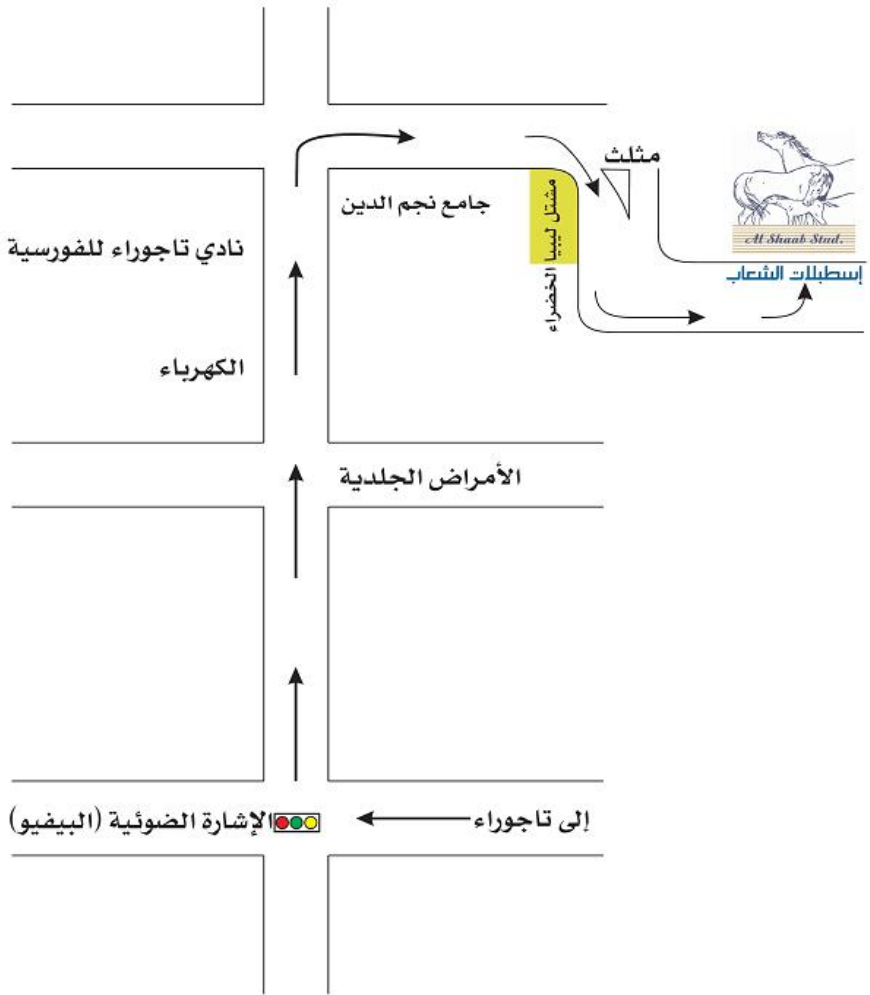 مثلث
Al Shaab Stud.
إسطبلات الشعاب
جامع نجم الدين
مشتل ليبيا الخضراء
نادي تاجوراء للفورسية
الكهرباء
الأمراض الجلدية
إلى تاجوراء
الإشارة الضوئية (البيفيو)